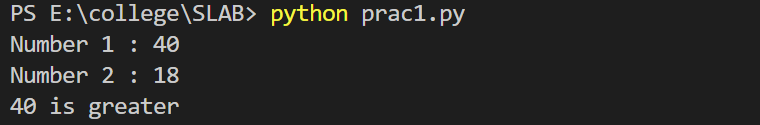 PS E:\college\SLAB> python prac1.py
Number 1 : 40
Number 2 : 18
40 is greater